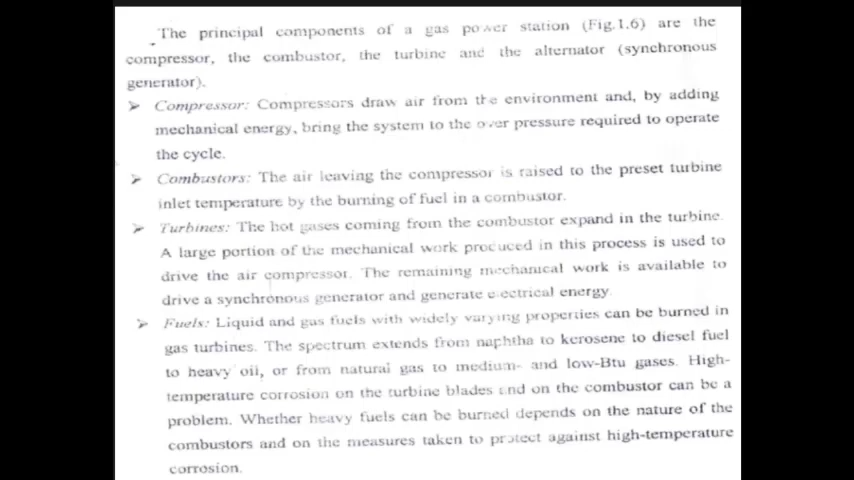 The principal components of a gas power station (Fig.1.6) are the
compressor, the combustor, the turbine and the alternator (synchronous
generator).
➢ Compressor: Compressors draw air from the environment and, by adding
mechanical energy, bring the system to the over pressure required to operate
the cycle.
➢ Combustors: The air leaving the compressor is raised to the preset turbine
inlet temperature by the burning of fuel in a combustor.
➢ Turbines: The hot gases coming from the combustor expand in the turbine.
A large portion of the mechanical work produced in this process is used to
drive the air compressor. The remaining mechanical work is available to
drive a synchronous generator and generate electrical energy.
➢ Fuels: Liquid and gas fuels with widely varying properties can be burned in
gas turbines. The spectrum extends from naphtha to kerosene to diesel fuel
to heavy oil, or from natural gas to medium- and low-Btu gases. High-
temperature corrosion on the turbine blades and on the combustor can be a
problem. Whether heavy fuels can be burned depends on the nature of the
combustors and on the measures taken to protect against high-temperature
corrosion.